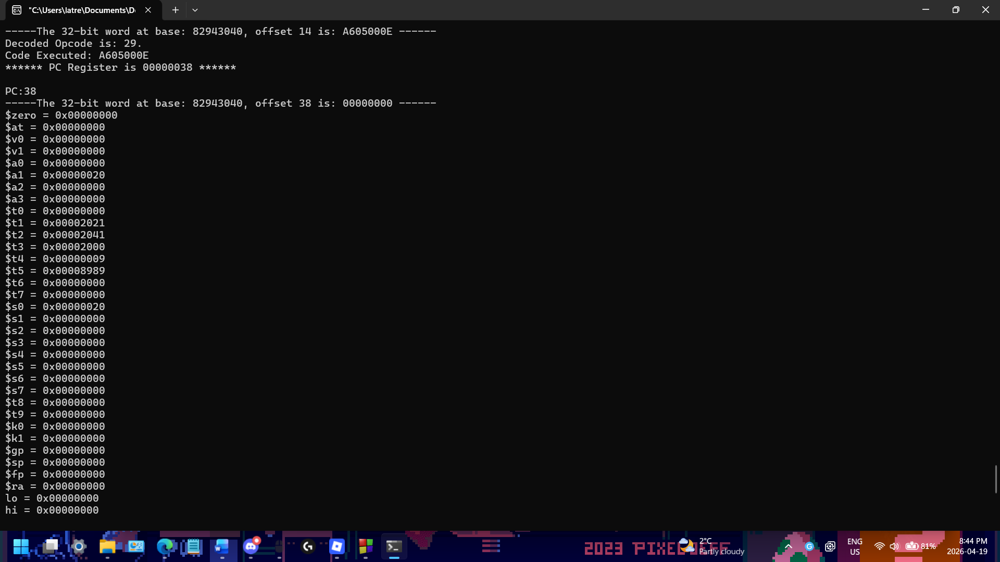 "C:\Users\latre\Documents\D
-----The 32-bit word at base: 82943040, offset 14 is: A605000E ------
Decoded Opcode is: 29.
Code Executed: A605000E
****** PC Register is 00000038 ******
PC:38
-----The 32-bit word at base: 82943040, offset 38 is: 00000000 ------
$zero = 0x00000000
$at = 0x00000000
$v0 = 0x00000000
$v1 = 0x00000000
$a0 = 0x00000000
$a1 = 0x00000020
$a2 = 0x00000000
$a3 = 0x00000000
$t0 = 0x00000000
$t1 = 0x00002021
$t2 = 0x00002041
$t3 = 0x00002000
$t4 = 0x00000009
$t5 = 0x00008989
$t6 = 0x00000000
$t7 = 0x00000000
$s0 = 0x00000020
$s1 = 0x00000000
$s2 = 0x00000000
$s3 = 0x00000000
$s4 = 0x00000000
$s5 = 0x00000000
$s6 = 0x00000000
$s7 = 0x00000000
$t8 = 0x00000000
$t9 = 0x00000000
$k0 = 0x00000000
$k1 = 0x00000000
$gp = 0x00000000
$sp = 0x00000000
$fp = 0x00000000
$ra = 0x00000000
lo = 0x00000000
hi = 0x00000000
2023
2°C
Partly cloudy
ENG
US
81%
8:44 PM
2026-04-19